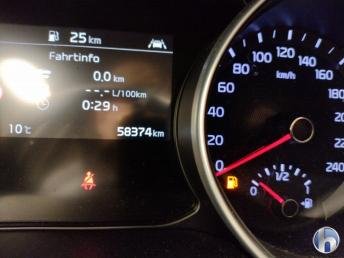 25 km
Fahrtinfo
0,0 km
--,- L/100km
0:29 h
10°C
58374 km
0
20
40
60
80
100
120
140
160
180
220
240
km/h
0
1/2
h